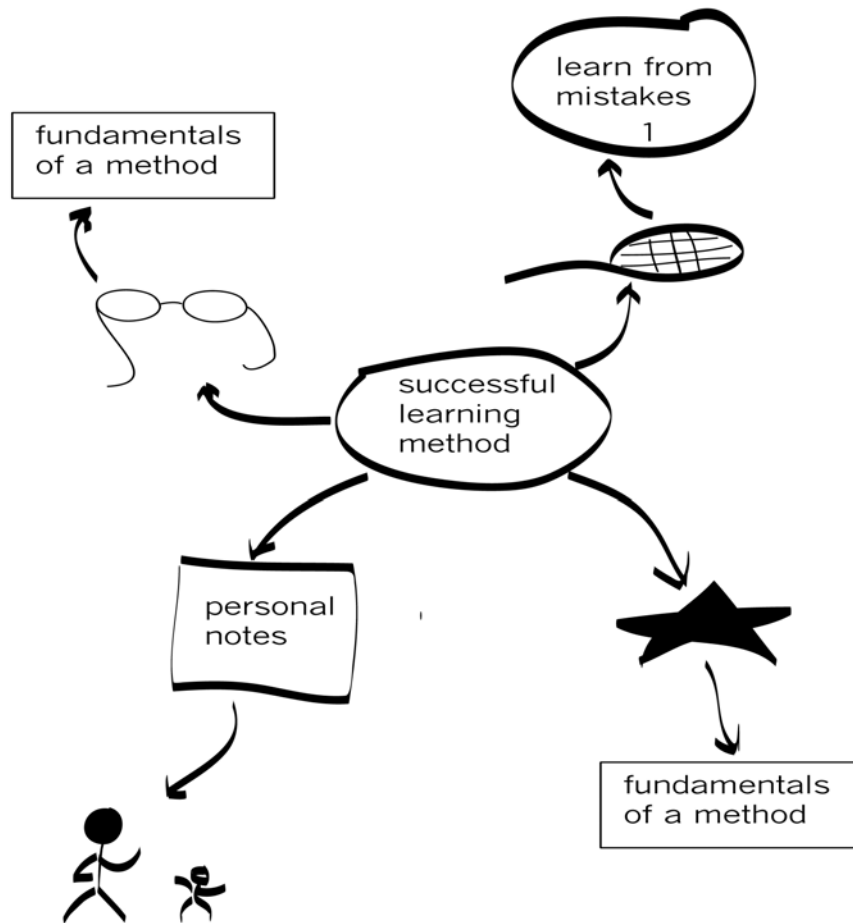 learn from
mistakes
1
fundamentals
of a method
successful
learning
method
personal
notes
fundamentals
of a method